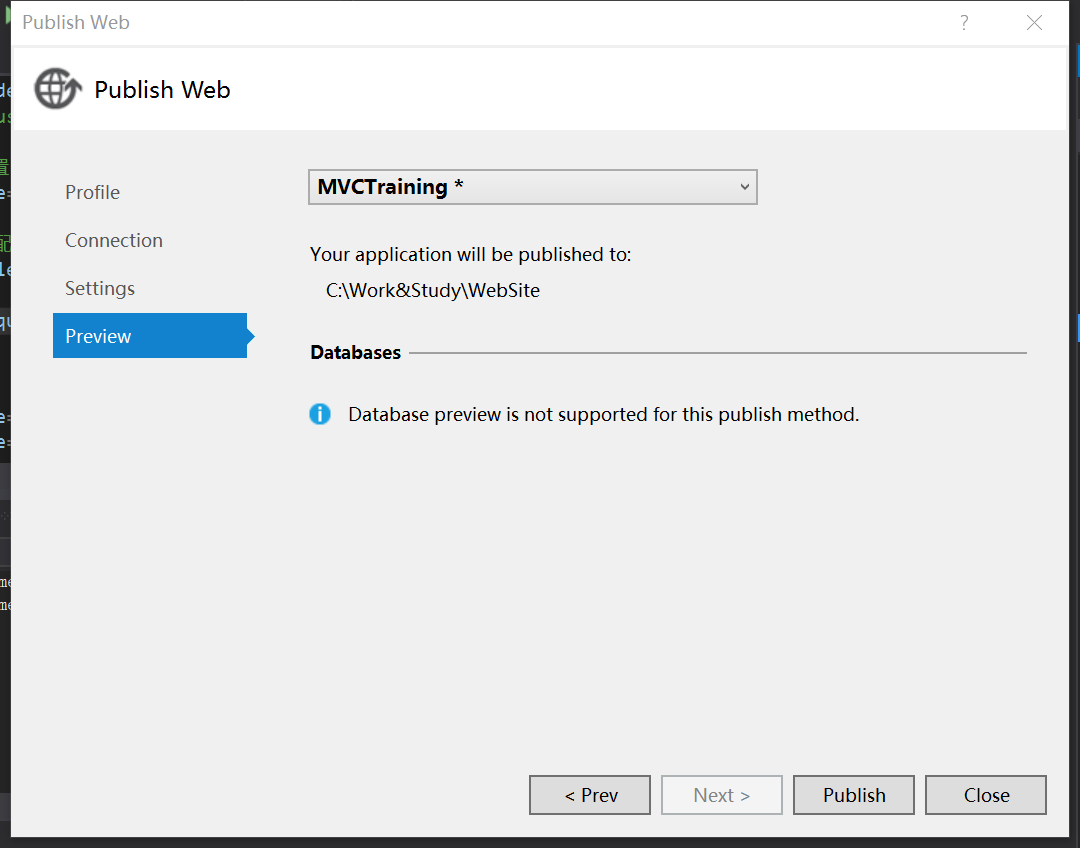 Publish Web
?
Publish Web
Profile
Connection
Settings
Preview
MVCTraining *
Your application will be published to:
C:\Work&Study\WebSite
Databases
Database preview is not supported for this publish method.
< Prev
Next >
Publish
Close